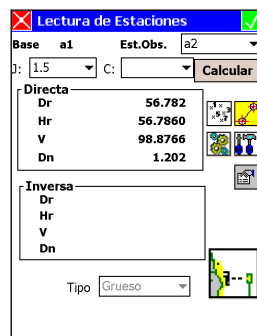 Lectura de Estaciones
Base a1 Est.Obs. a2
J: 1.5 C: Calcular
Directa
Dr 56.782
Hr 56.7860
V 98.8766
Dn 1.202
Inversa
Dr
Hr
V
Dn
Tipo Grueso